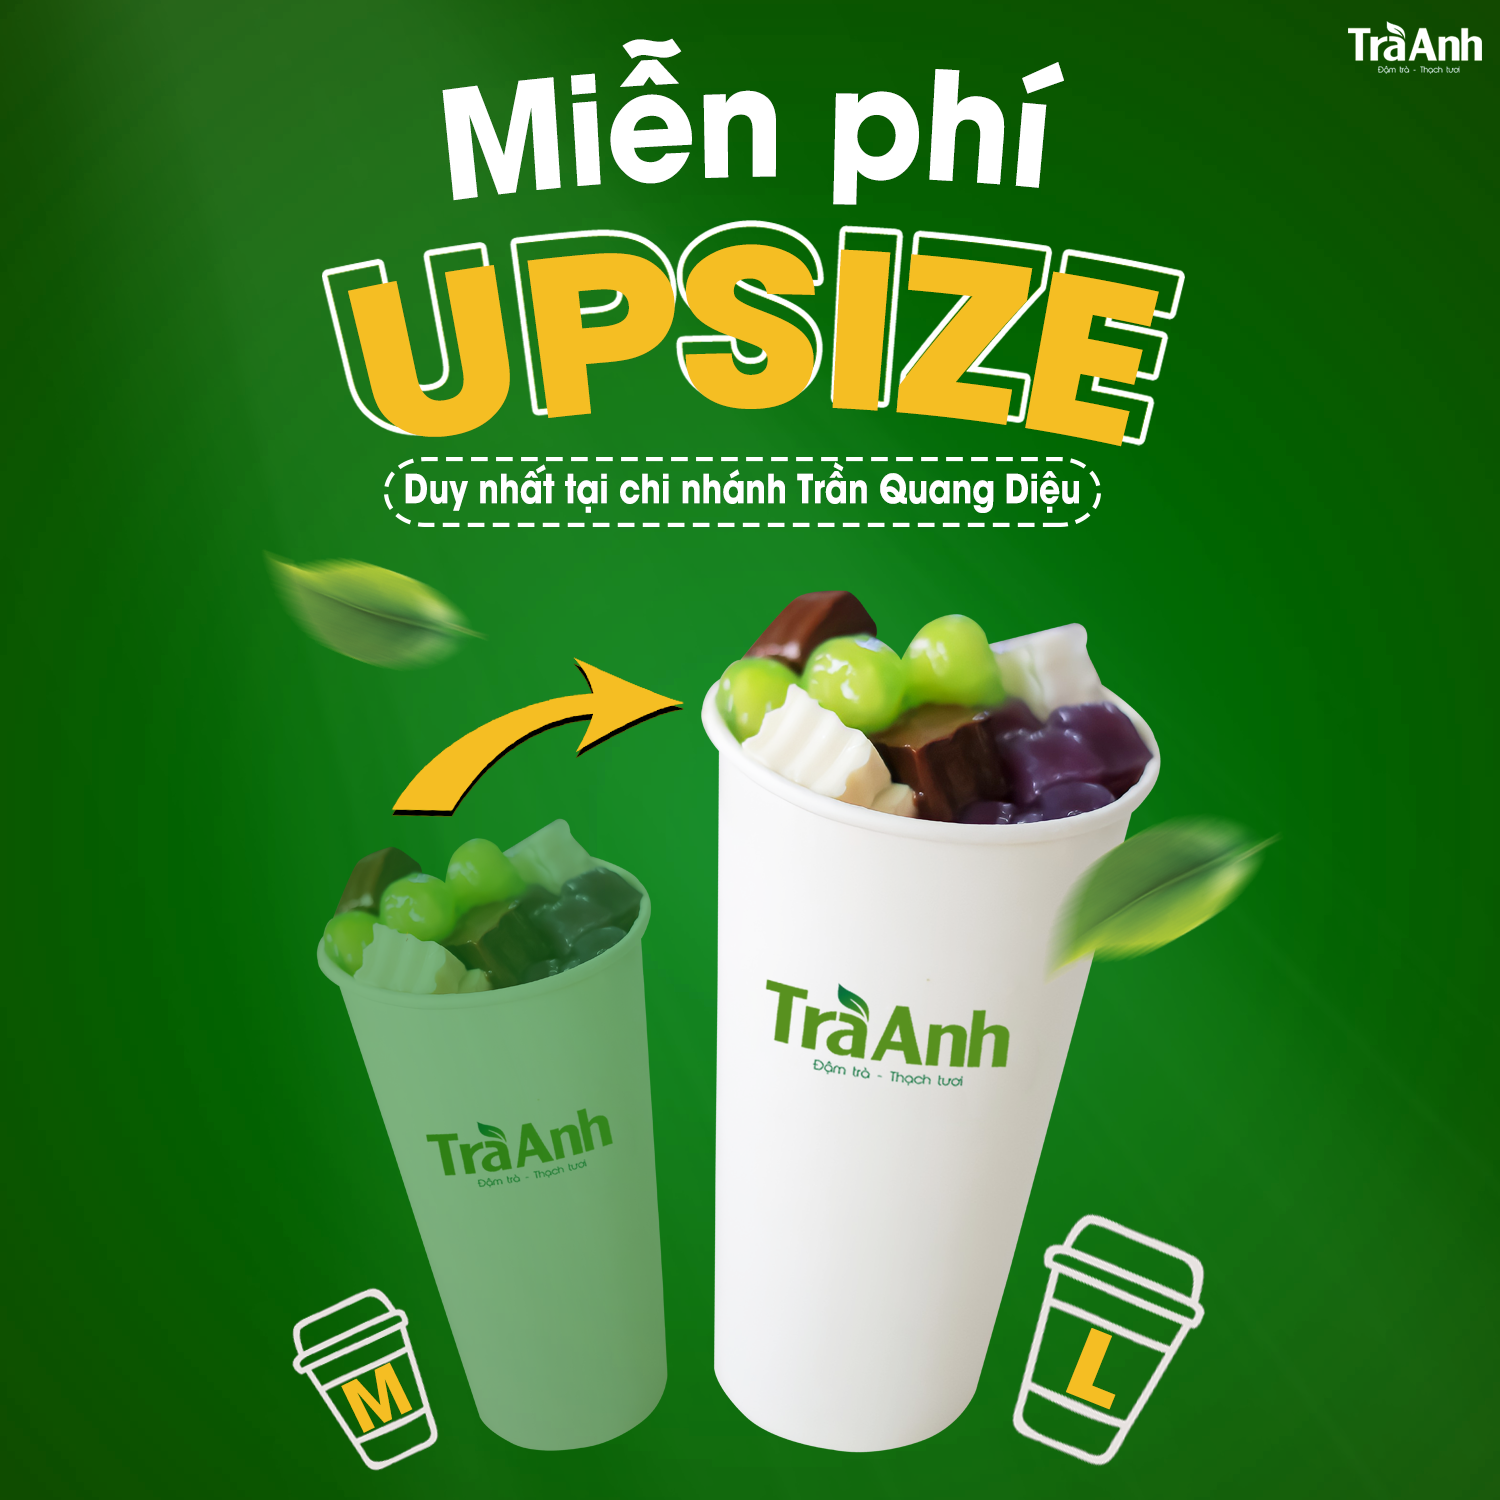 TràAnh
Đậm trà - Thạch tươi
Miễn phí
UPSIZE
Duy nhất tại chi nhánh Trần Quang Diệu
TràAnh
Đậm trà - Thạch tươi
TràAnh
Đậm trà - Thạch tươi
M
L